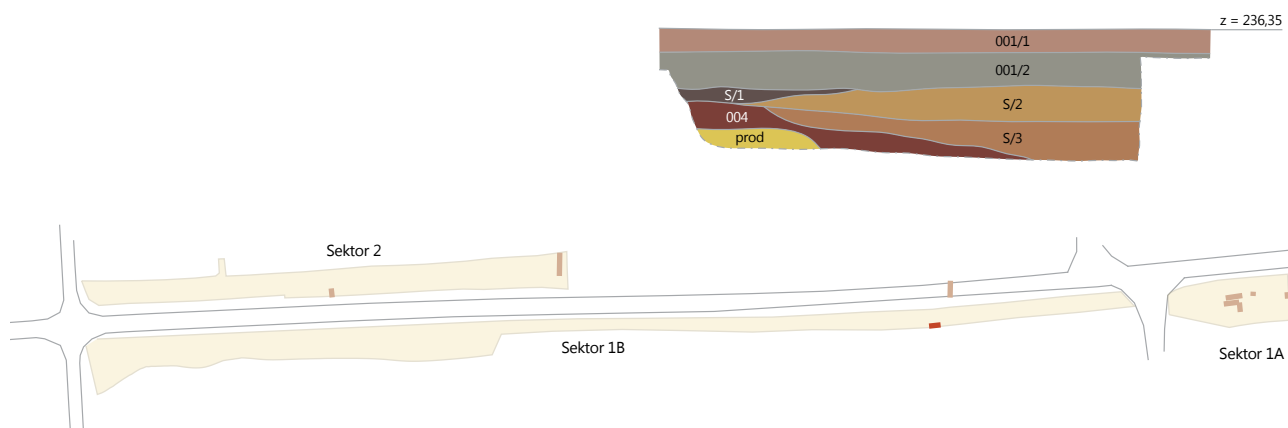 z = 236,35
001/1
001/2
S/1
S/2
004
S/3
prod
Sektor 2
Sektor 1B
Sektor 1A